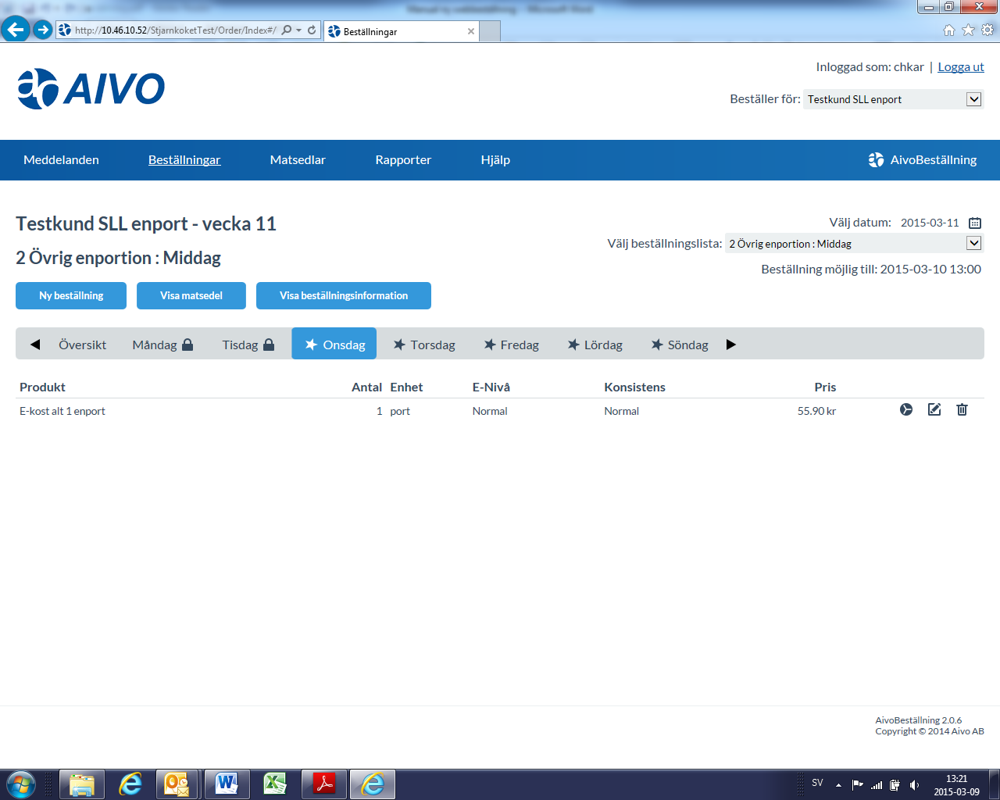 Manual ny webbeställning - Microsoft Word
http://10.46.10.52/StjarnkoketTest/Order/Index#/
Beställningar
AIVO
Inloggad som: chkar | Logga ut
Beställer för: Testkund SLL enport
Meddelanden Beställningar Matsedlar Rapporter Hjälp AivoBeställning
Testkund SLL enport - vecka 11
Välj datum: 2015-03-11
Välj beställningslista: 2 Övrig enportion : Middag
2 Övrig enportion : Middag
Beställning möjlig till: 2015-03-10 13:00
Ny beställning Visa matsedel Visa beställningsinformation
Översikt Måndag Tisdag Onsdag Torsdag Fredag Lördag Söndag
Produkt Antal Enhet E-Nivå Konsistens Pris
E-kost alt 1 enport 1 port Normal Normal 55.90 kr
AivoBeställning 2.0.6
Copyright © 2014 Aivo AB
SV
13:21
2015-03-09